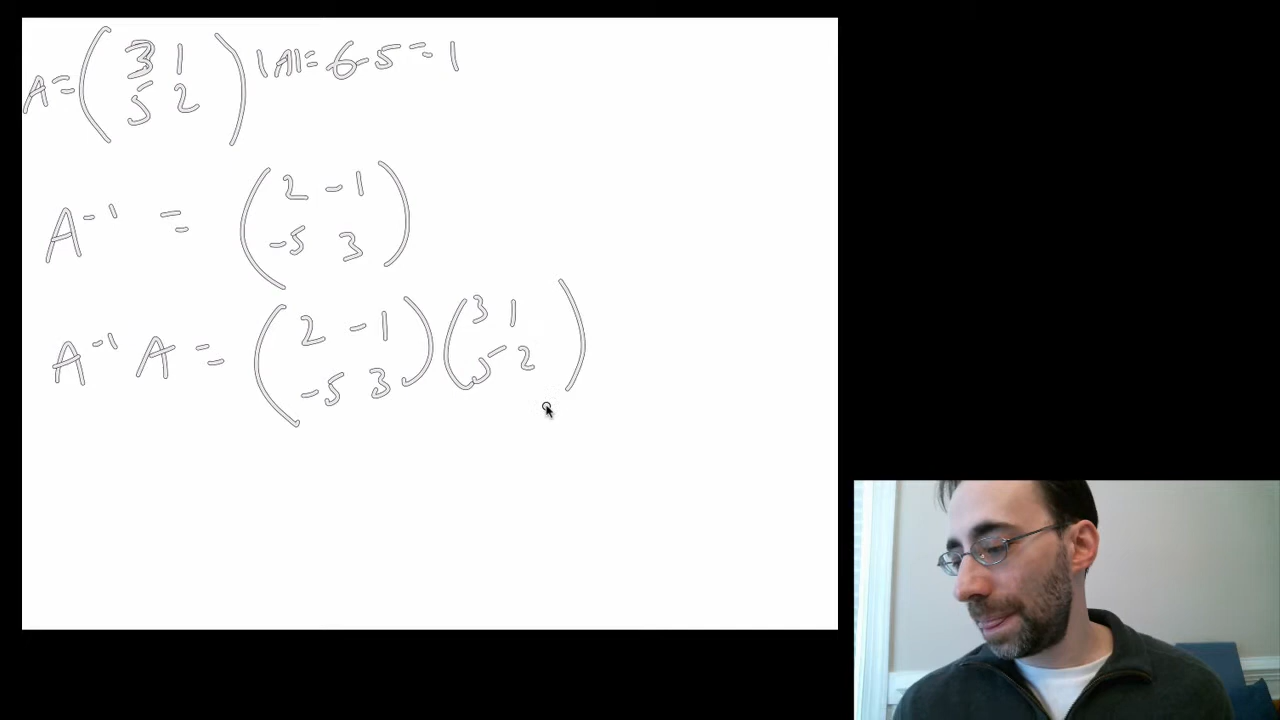 A = ( 3 1 ) |A| = 6-5 = 1
5 2
A-1 = ( 2 -1 )
-5 3
A-1 A = ( 2 -1 ) ( 3 1 )
-5 3 5 2